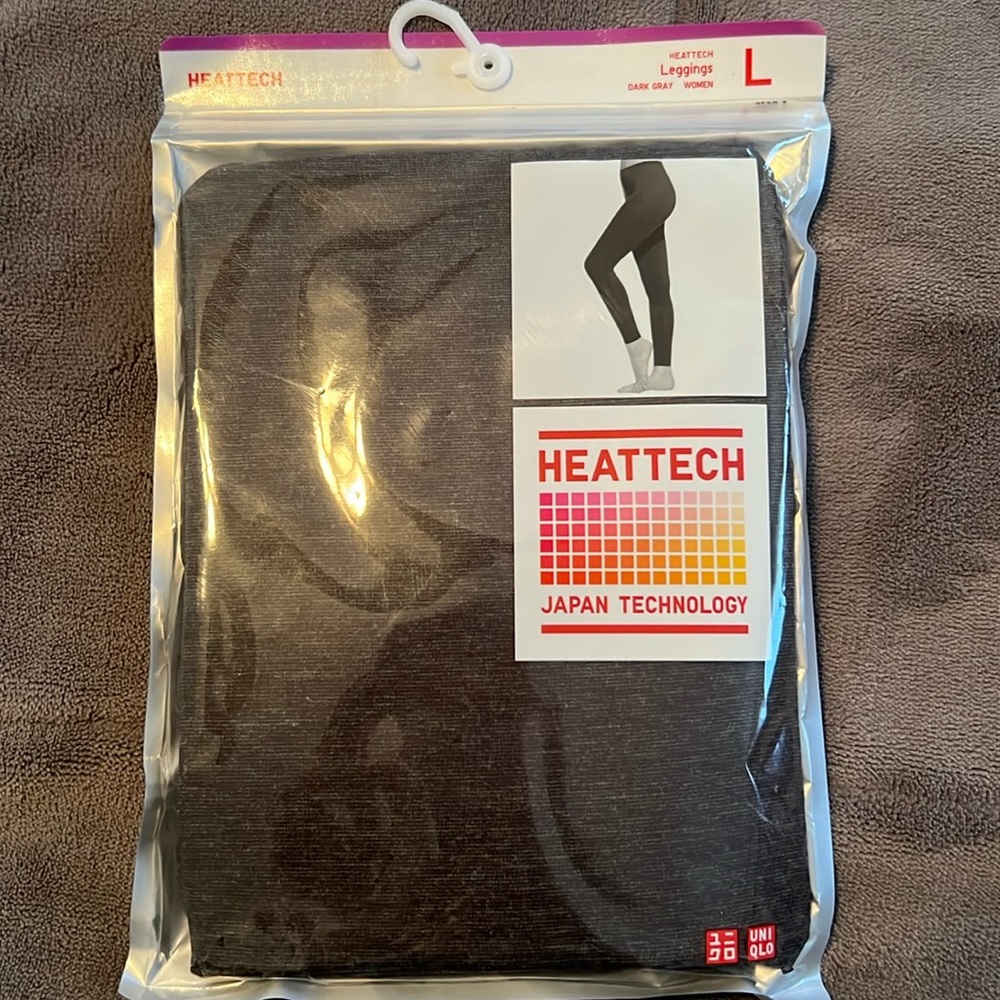 HEATTECH
HEATTECH
Leggings
DARK GRAY WOMEN
L
HEATTECH
JAPAN TECHNOLOGY
ユニ
クロ
UNI
QLO